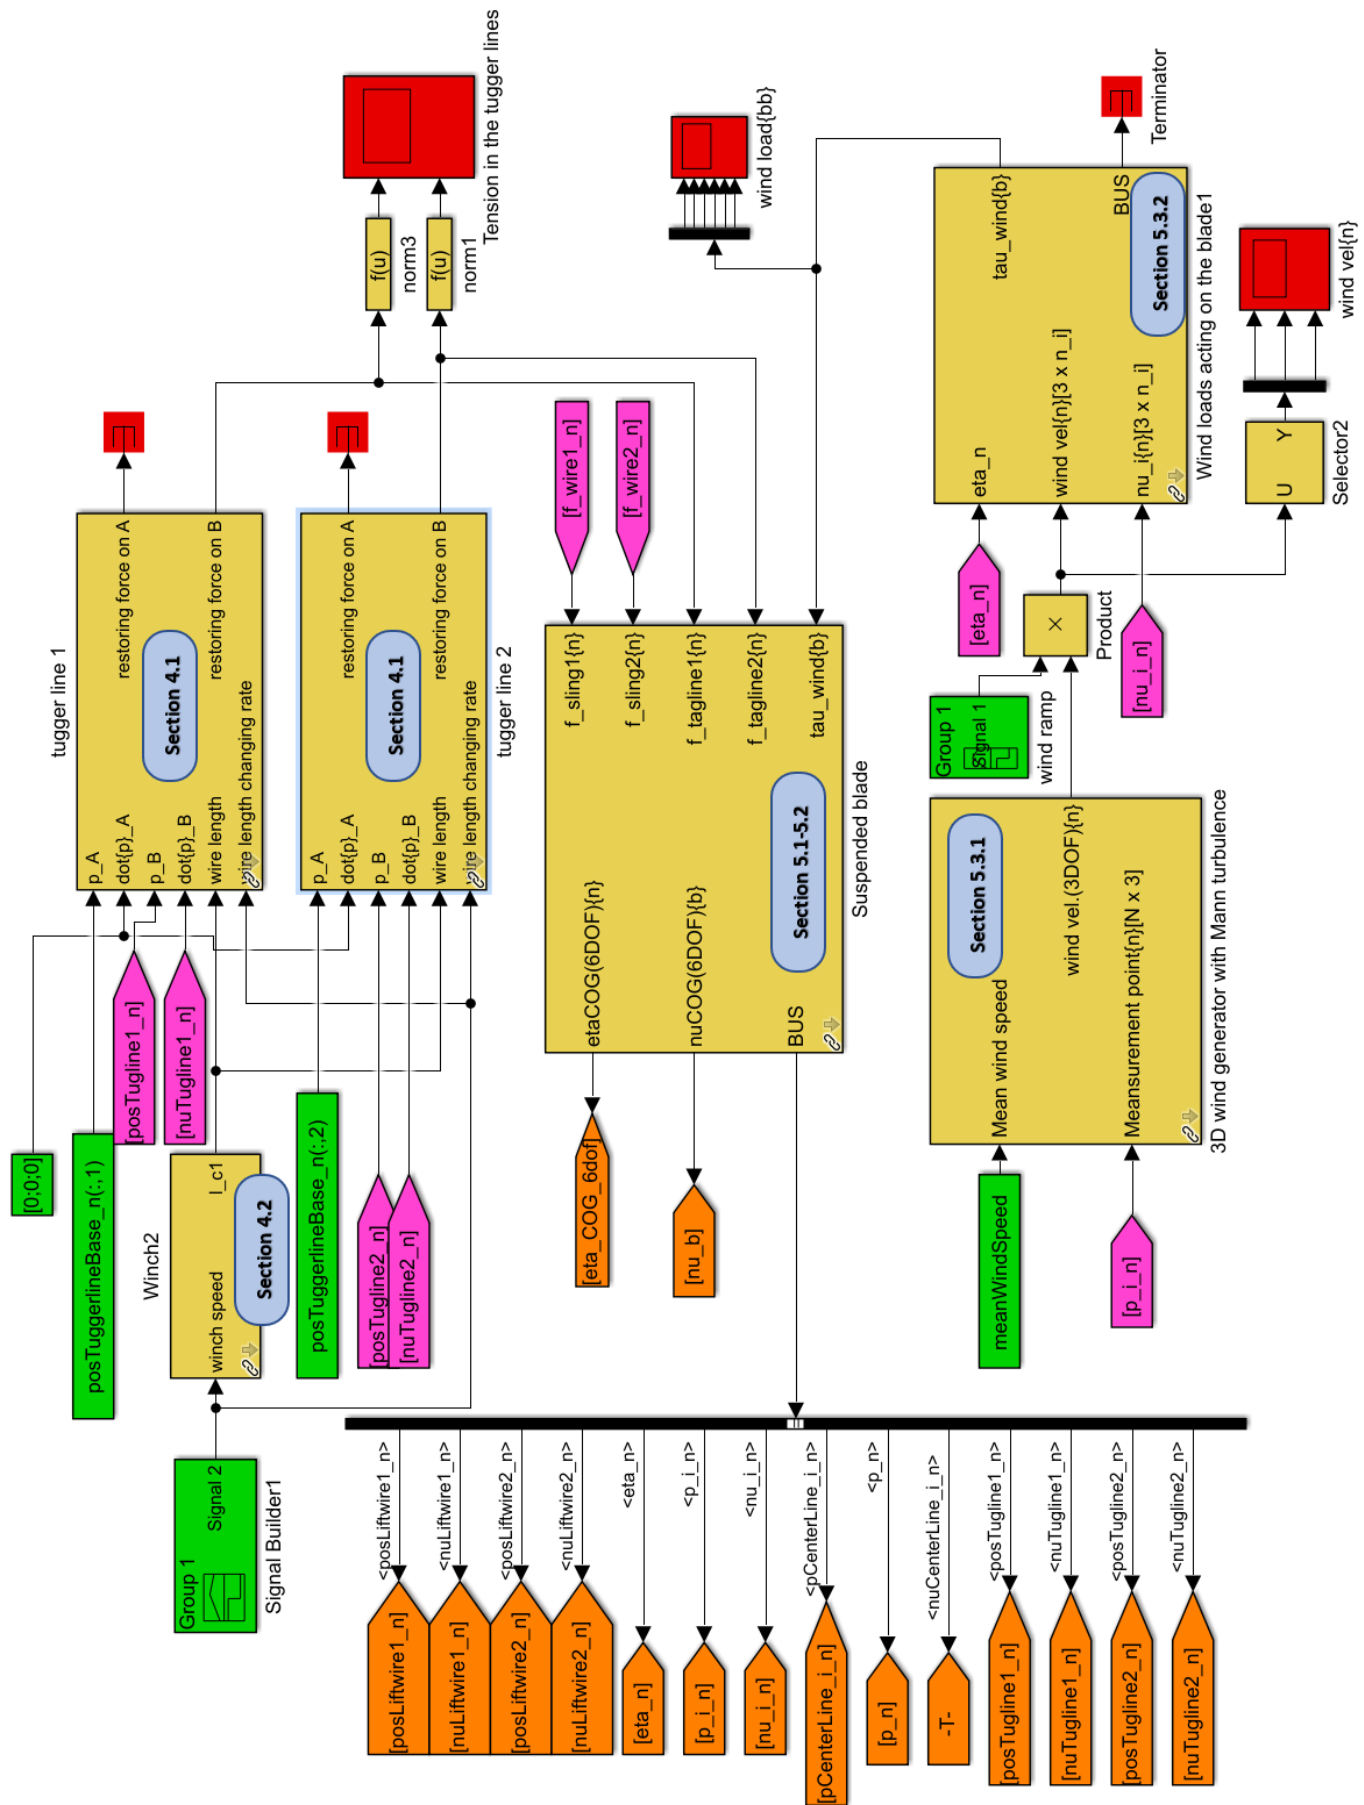 Group 1
Signal 2
Signal Builder1
Winch2
winch speed
l_c1
Section 4.2
[0;0;0]
posTuggerlineBase_n(:,1)
[posTugline1_n]
[nuTugline1_n]
posTuggerlineBase_n(:,2)
[posTugline2_n]
[nuTugline2_n]
tugger line 1
p_A
dot{p}_A
p_B
dot{p}_B
wire length
wire length changing rate
Section 4.1
restoring force on A
restoring force on B
tugger line 2
p_A
dot{p}_A
p_B
dot{p}_B
wire length
wire length changing rate
Section 4.1
restoring force on A
restoring force on B
f(u)
norm3
f(u)
norm1
Tension in the tugger lines
[f_wire1_n]
[f_wire2_n]
f_sling1{n}
f_sling2{n}
f_tagline1{n}
f_tagline2{n}
tau_wind{b}
Section 5.1-5.2
etaCOG(6DOF){n}
nuCOG(6DOF){b}
BUS
Suspended blade
[eta_COG_6dof]
[nu_b]
wind load{bb}
<posLiftwire1_n>
<nuLiftwire1_n>
<posLiftwire2_n>
<nuLiftwire2_n>
<eta_n>
<p_i_n>
<nu_i_n>
<pCenterLine_i_n>
<p_n>
<nuCenterLine_i_n>
<posTugline1_n>
<nuTugline1_n>
<posTugline2_n>
<nuTugline2_n>
[posLiftwire1_n]
[nuLiftwire1_n]
[posLiftwire2_n]
[nuLiftwire2_n]
[eta_n]
[p_i_n]
[nu_i_n]
[pCenterLine_i_n]
[p_n]
-T-
[posTugline1_n]
[nuTugline1_n]
[posTugline2_n]
[nuTugline2_n]
meanWindSpeed
[p_i_n]
Mean wind speed
Meansurement point{n}[N x 3]
Section 5.3.1
wind vel.(3DOF){n}
3D wind generator with Mann turbulence
Group 1
Signal 1
wind ramp
×
Product
[eta_n]
[nu_i_n]
eta_n
wind vel{n}[3 x n_i]
nu_i{n}[3 x n_i]
tau_wind{b}
BUS
Section 5.3.2
Wind loads acting on the blade1
Terminator
U
Y
Selector2
wind vel{n}